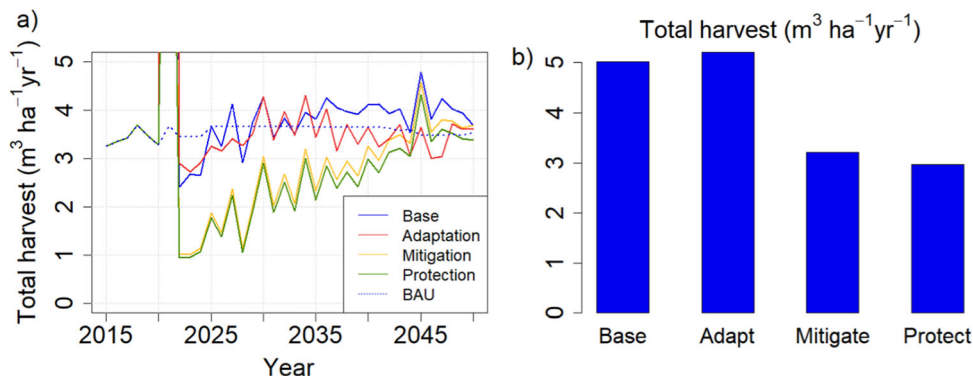 a)
Total harvest (m³ ha⁻¹yr⁻¹)
5
4
3
2
1
0
2015
2025
2035
2045
Year
Base
Adaptation
Mitigation
Protection
BAU
b)
Total harvest (m³ ha⁻¹yr⁻¹)
5
4
3
2
1
0
Base
Adapt
Mitigate
Protect